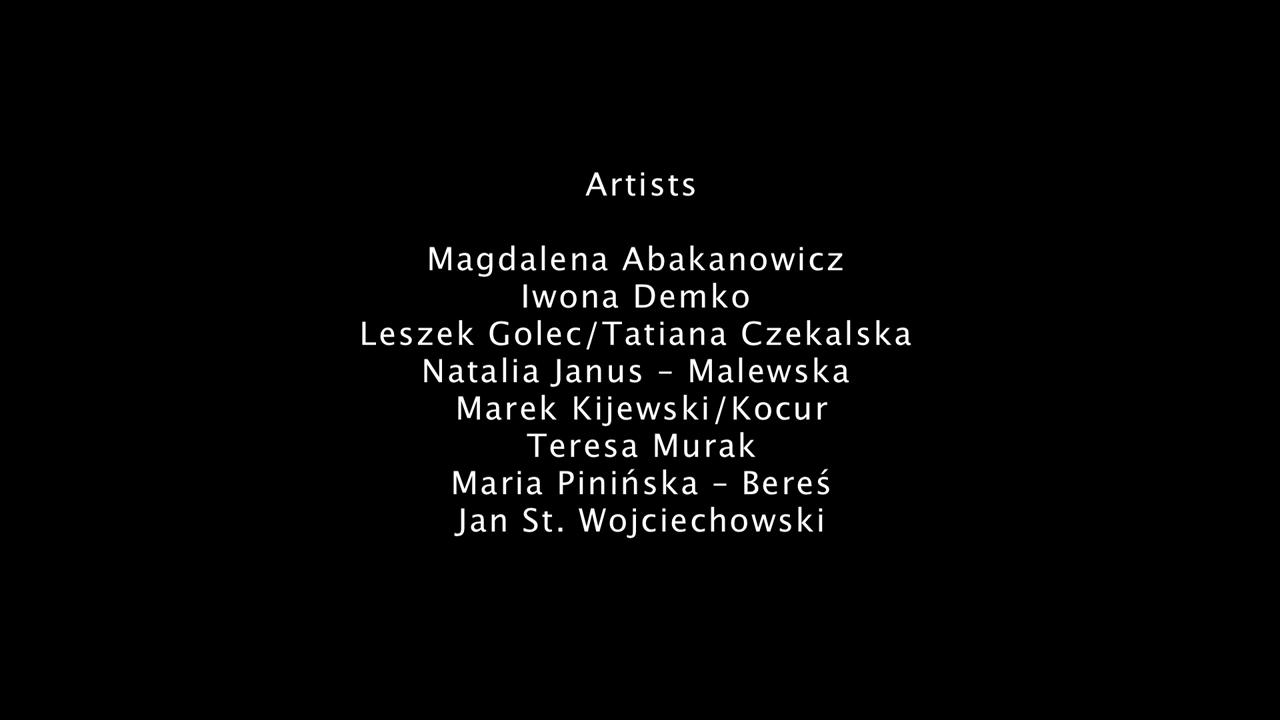 Artists
Magdalena Abakanowicz
Iwona Demko
Leszek Golec/Tatiana Czekalska
Natalia Janus – Malewska
Marek Kijewski/Kocur
Teresa Murak
Maria Pinińska – Bereś
Jan St. Wojciechowski